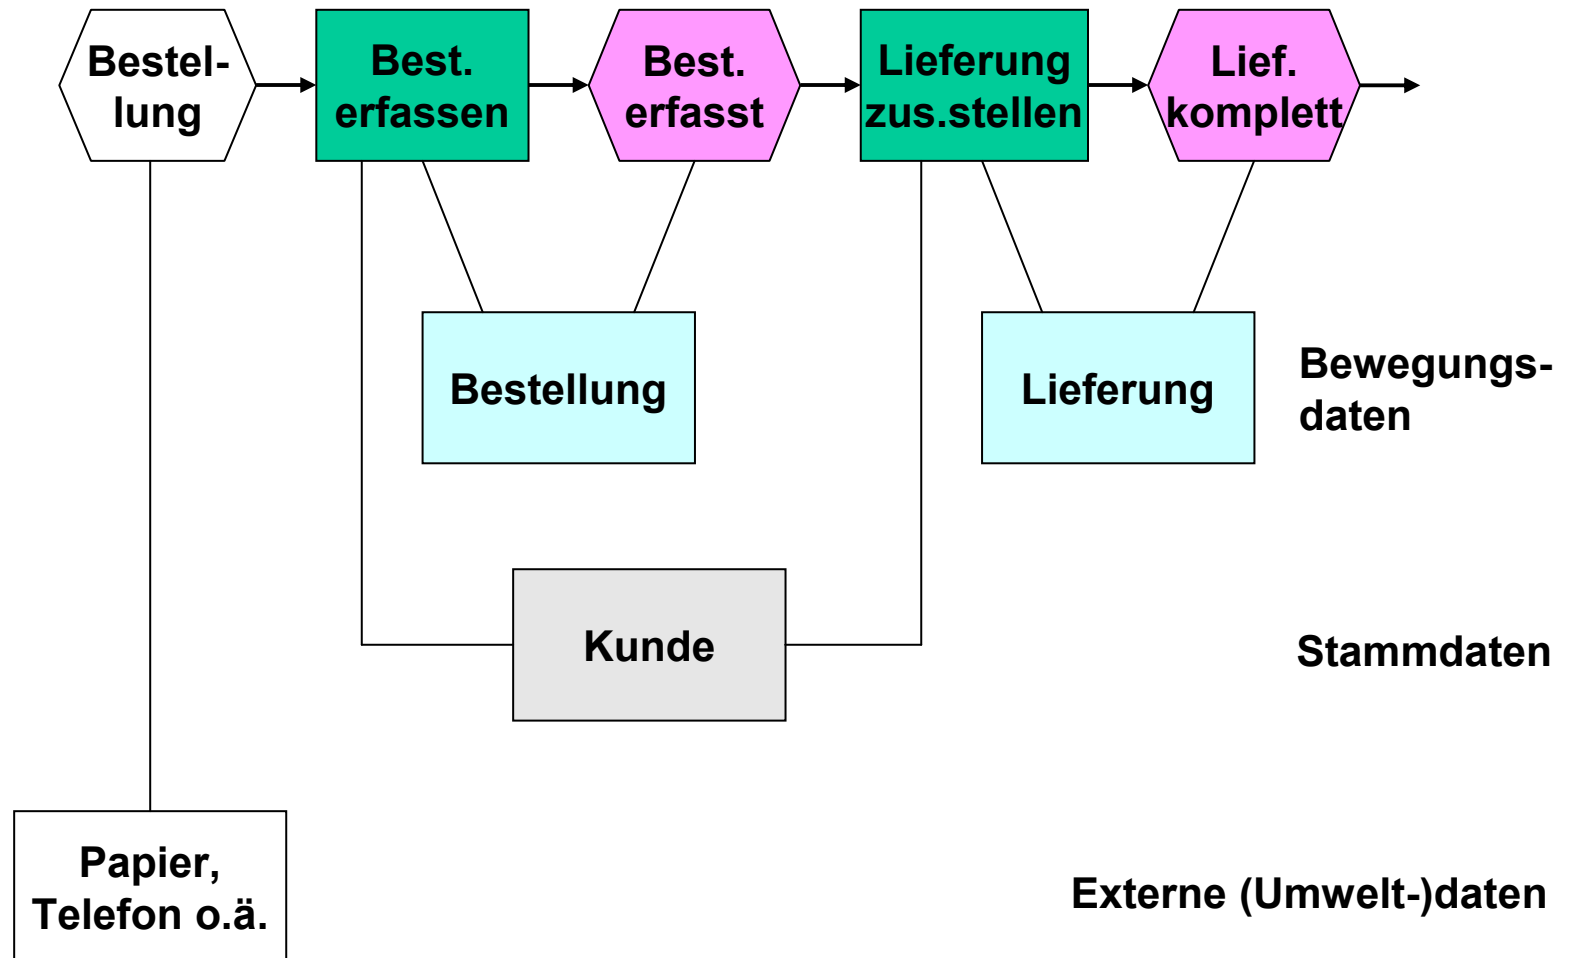 Bestel-
lung
Best.
erfassen
Best.
erfasst
Lieferung
zus.stellen
Lief.
komplett
Bestellung
Lieferung
Bewegungs-
daten
Kunde
Stammdaten
Papier,
Telefon o.ä.
Externe (Umwelt-)daten